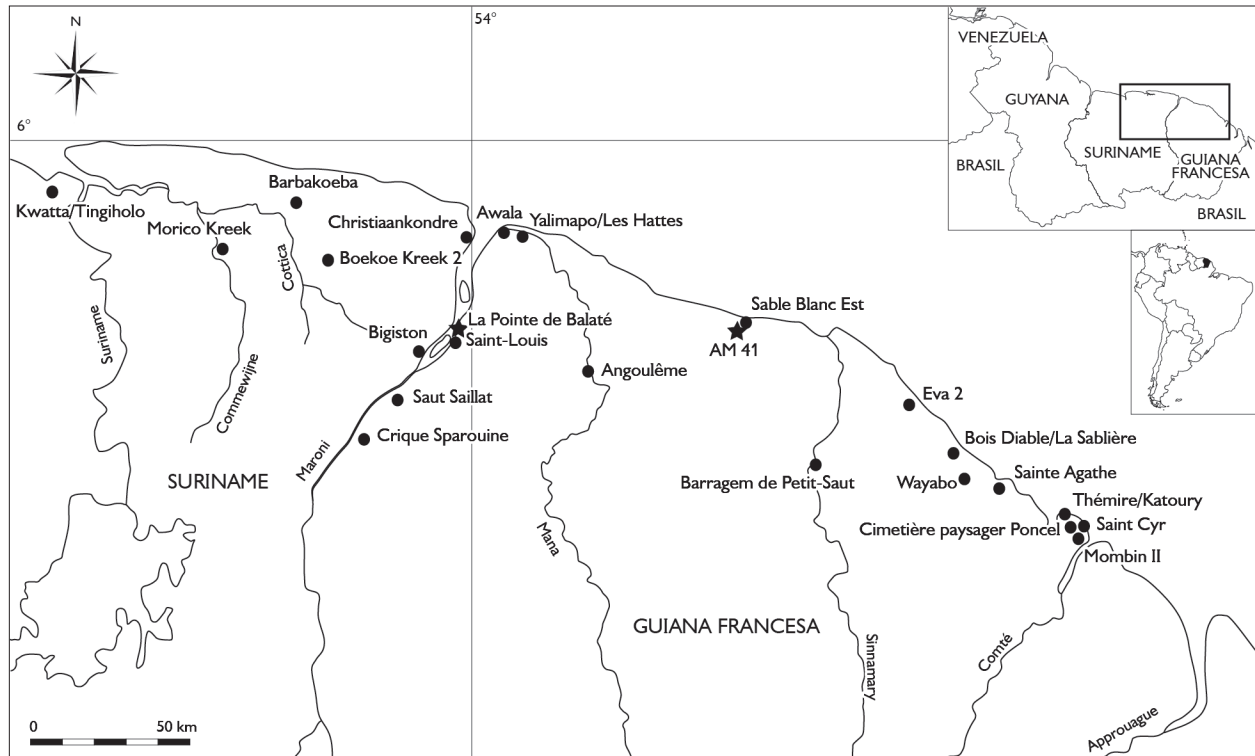 N
54°
6°
VENEZUELA
GUYANA
BRASIL
SURINAME
GUIANA
FRANCESA
BRASIL
Barbakoeba
Kwatta/Tingiholo
Morico Kreek
Christiaankondre
Awala
Yalimapo/Les Hattes
Boekoe Kreek 2
Cottica
Suriname
Commewijne
La Pointe de Balaté
Saint-Louis
Bigiston
Saut Saillat
Crique Sparouine
Maroni
SURINAME
Angoulême
Sable Blanc Est
AM 41
Eva 2
Bois Diable/La Sablière
Barragem de Petit-Saut
Wayabo
Sainte Agathe
Thémire/Katoury
Cimetière paysager Poncel
Saint Cyr
Mombin II
Mana
GUIANA FRANCESA
Sinnamary
Comté
Approuague
0 50 km